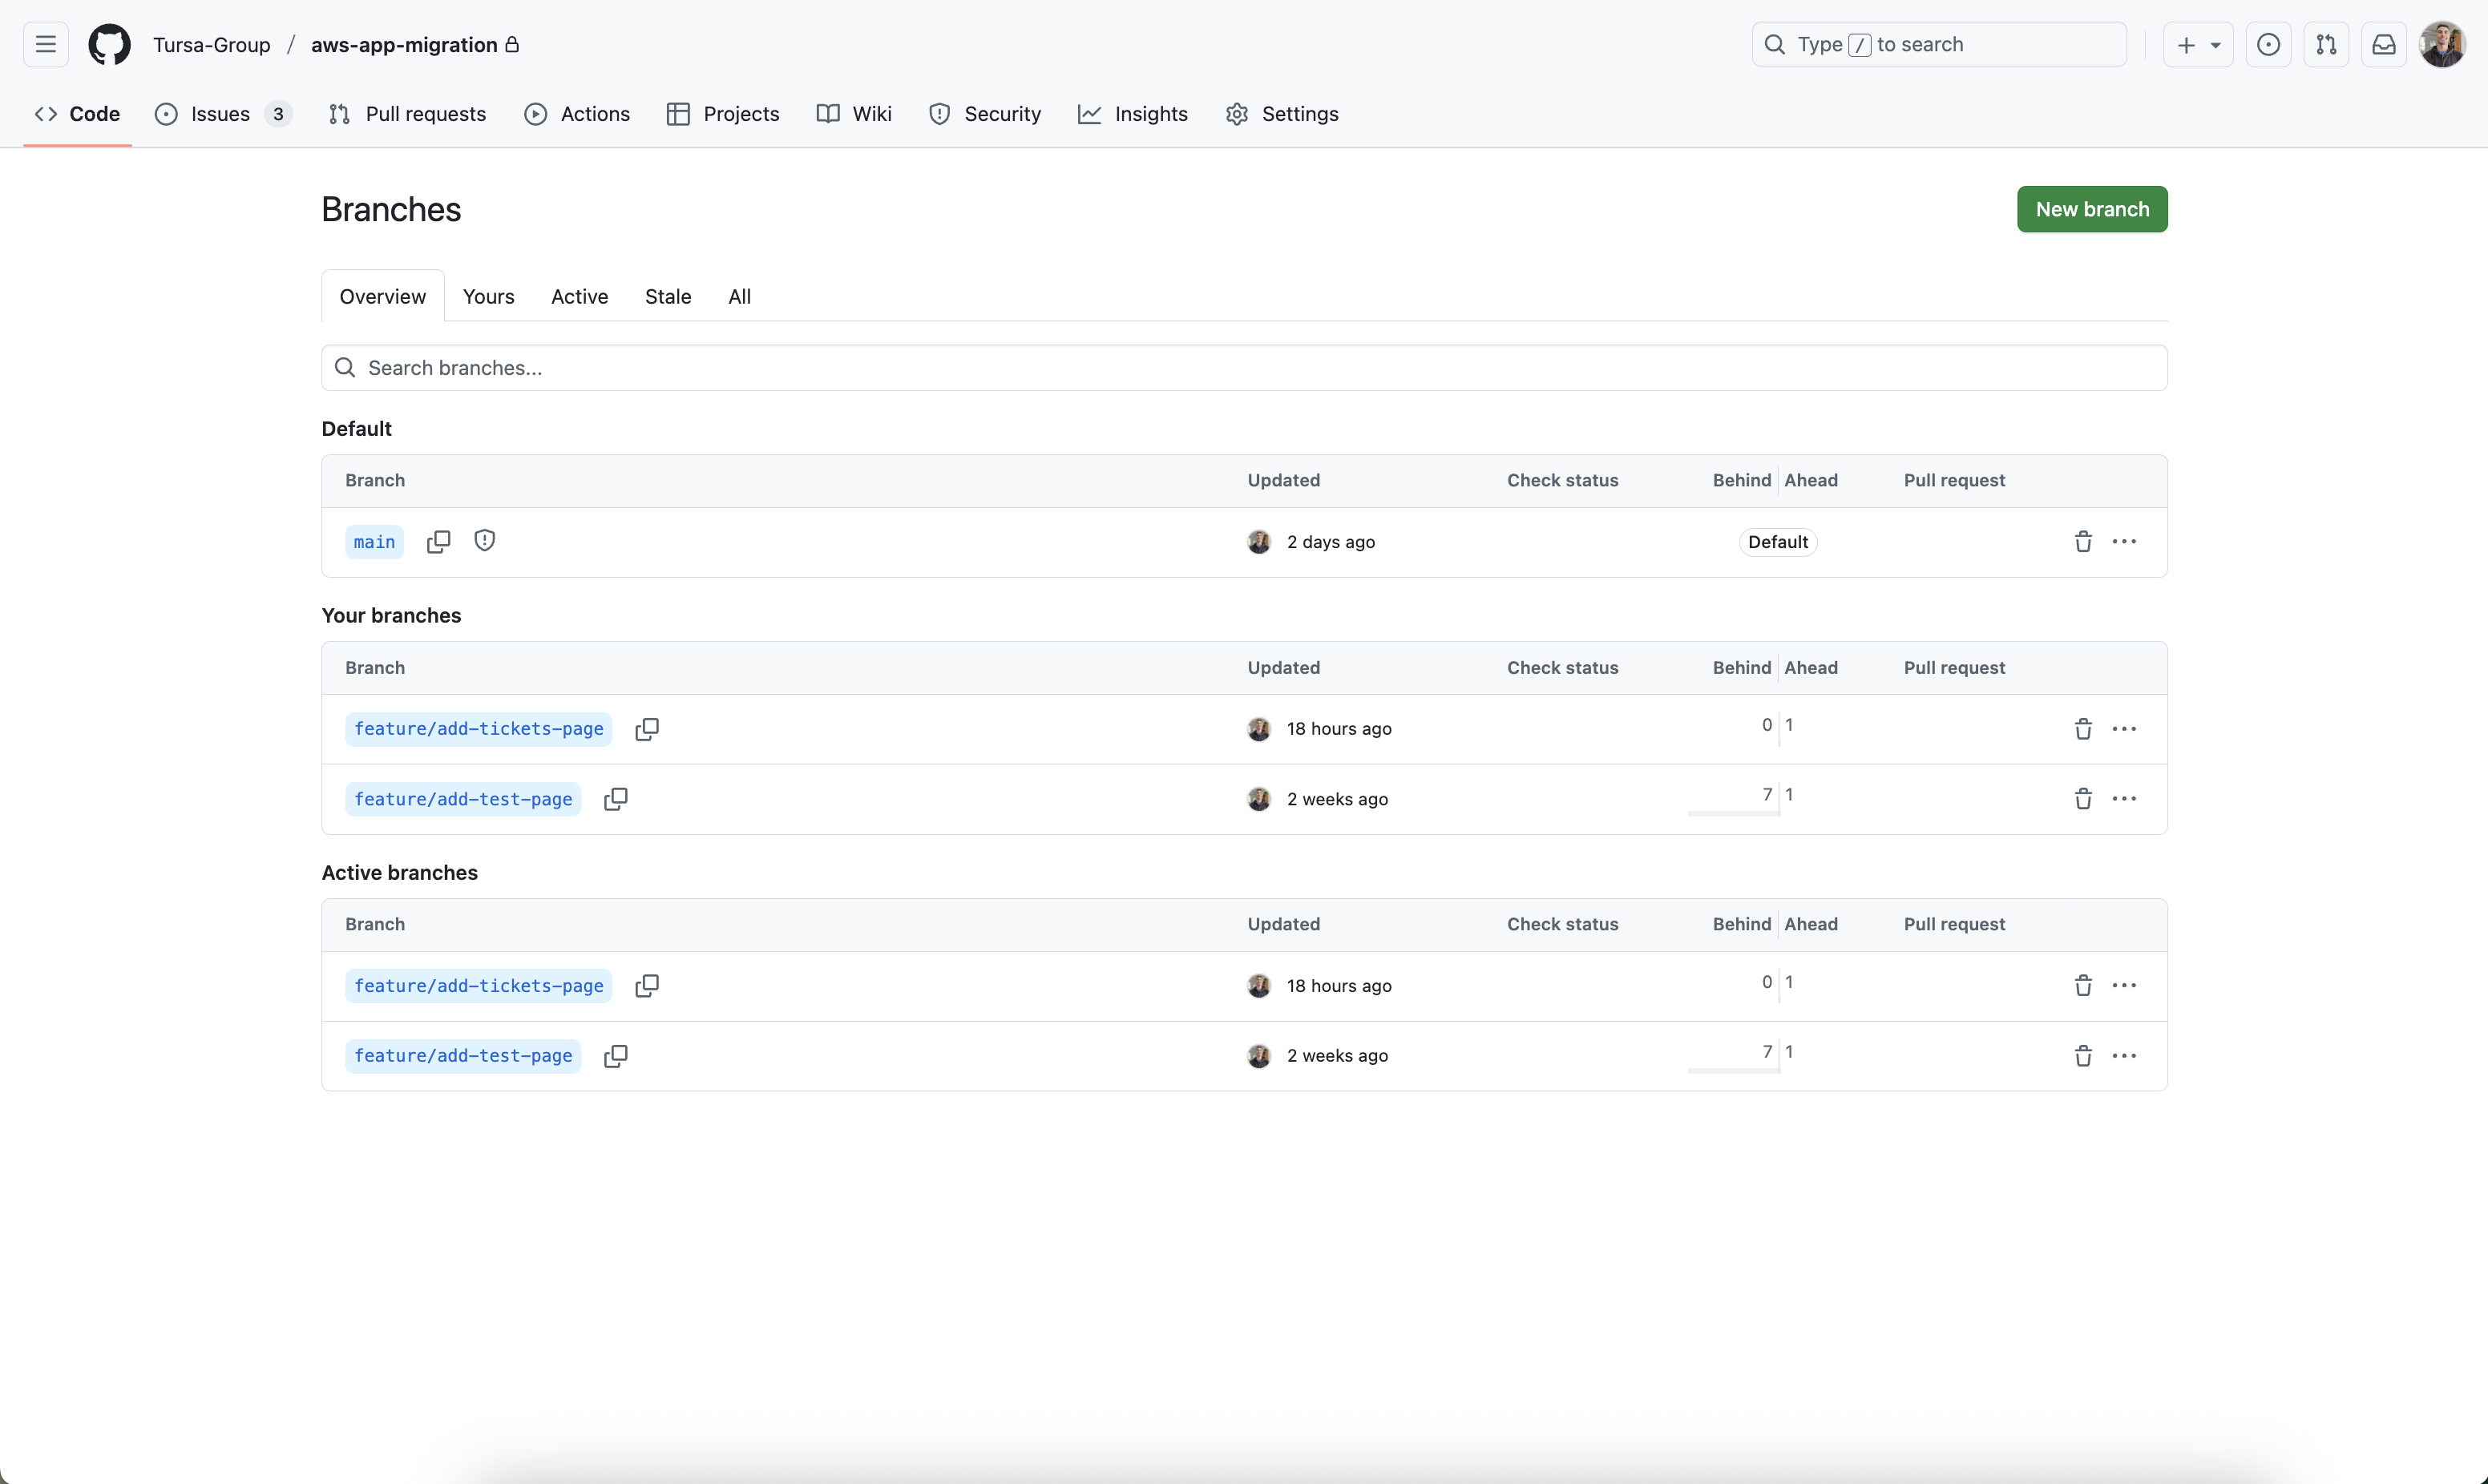 Tursa-Group / aws-app-migration
Type / to search
Code Issues 3 Pull requests Actions Projects Wiki Security Insights Settings
Branches
New branch
Overview Yours Active Stale All
Search branches...
Default
Branch Updated Check status Behind Ahead Pull request
main 2 days ago Default
Your branches
Branch Updated Check status Behind Ahead Pull request
feature/add-tickets-page 18 hours ago 0 1
feature/add-test-page 2 weeks ago 7 1
Active branches
Branch Updated Check status Behind Ahead Pull request
feature/add-tickets-page 18 hours ago 0 1
feature/add-test-page 2 weeks ago 7 1